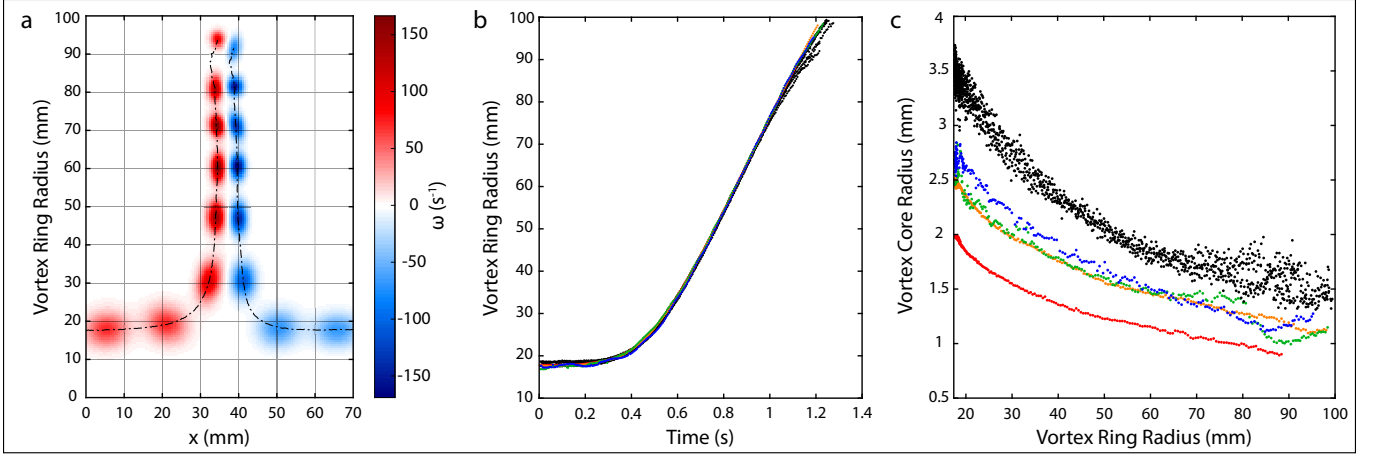 a
100
90
80
70
60
50
40
30
20
10
0
Vortex Ring Radius (mm)
0 10 20 30 40 50 60 70
x (mm)
150
100
50
0
-50
-100
-150
ω (s⁻¹)
b
100
90
80
70
60
50
40
30
20
10
Vortex Ring Radius (mm)
0 0.2 0.4 0.6 0.8 1 1.2 1.4
Time (s)
c
4
3.5
3
2.5
2
1.5
1
0.5
Vortex Core Radius (mm)
20 30 40 50 60 70 80 90 100
Vortex Ring Radius (mm)